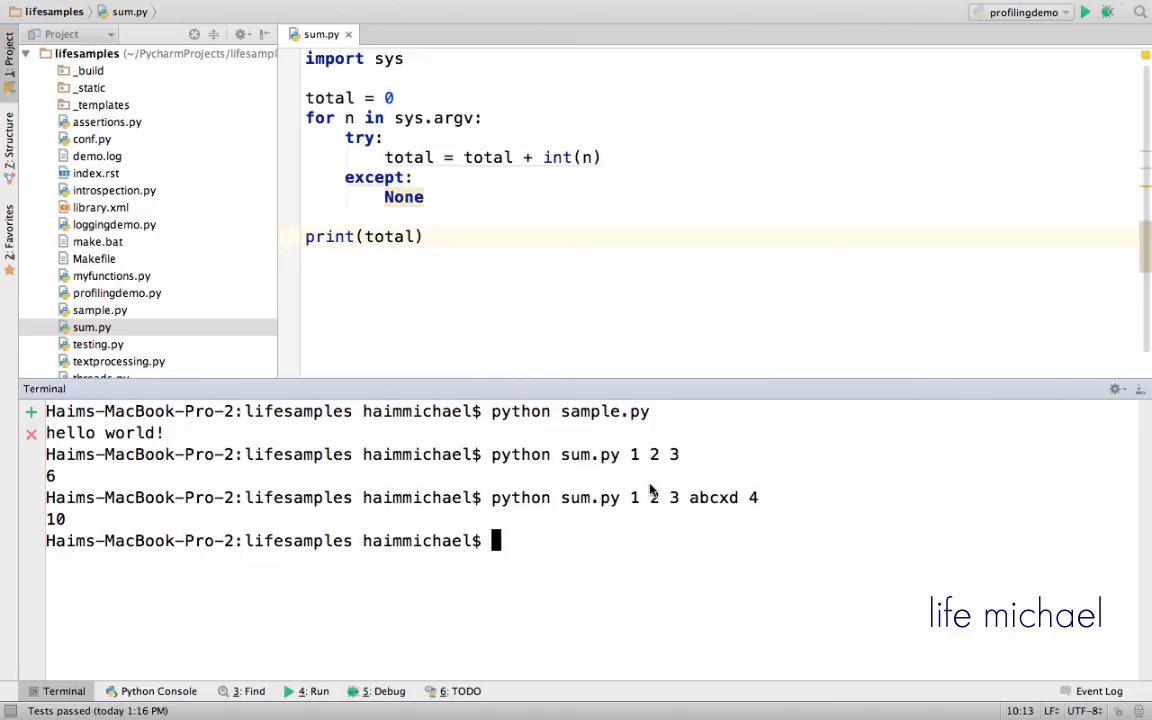 lifesamples sum.py profilingdemo
Project sum.py
1: Project
Z: Structure
2: Favorites
lifesamples (~/PycharmProjects/lifesampl
_build
_static
_templates
assertions.py
conf.py
demo.log
index.rst
introspection.py
library.xml
loggingdemo.py
make.bat
Makefile
myfunctions.py
profilingdemo.py
sample.py
sum.py
testing.py
textprocessing.py
threads.py
import sys
total = 0
for n in sys.argv:
try:
total = total + int(n)
except:
None
print(total)
Terminal
Haims-MacBook-Pro-2:lifesamples haimmichael$ python sample.py
hello world!
Haims-MacBook-Pro-2:lifesamples haimmichael$ python sum.py 1 2 3
6
Haims-MacBook-Pro-2:lifesamples haimmichael$ python sum.py 1 2 3 abcxd 4
10
Haims-MacBook-Pro-2:lifesamples haimmichael$
life michael
Terminal Python Console 3: Find 4: Run 5: Debug 6: TODO Event Log
Tests passed (today 1:16 PM) 10:13 LF÷ UTF-8÷